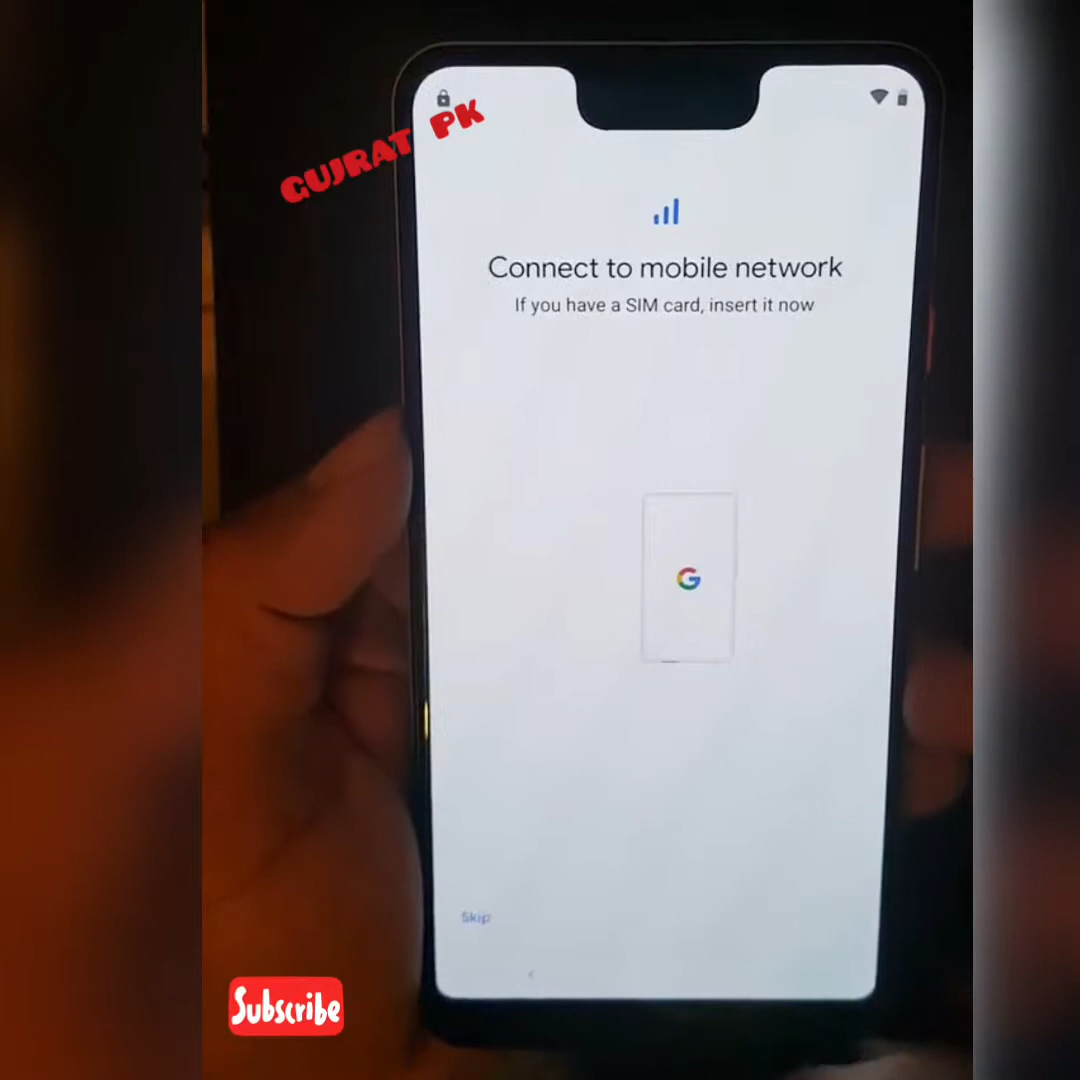 GUJRAT PK
Connect to mobile network
If you have a SIM card, insert it now
G
Skip
Subscribe